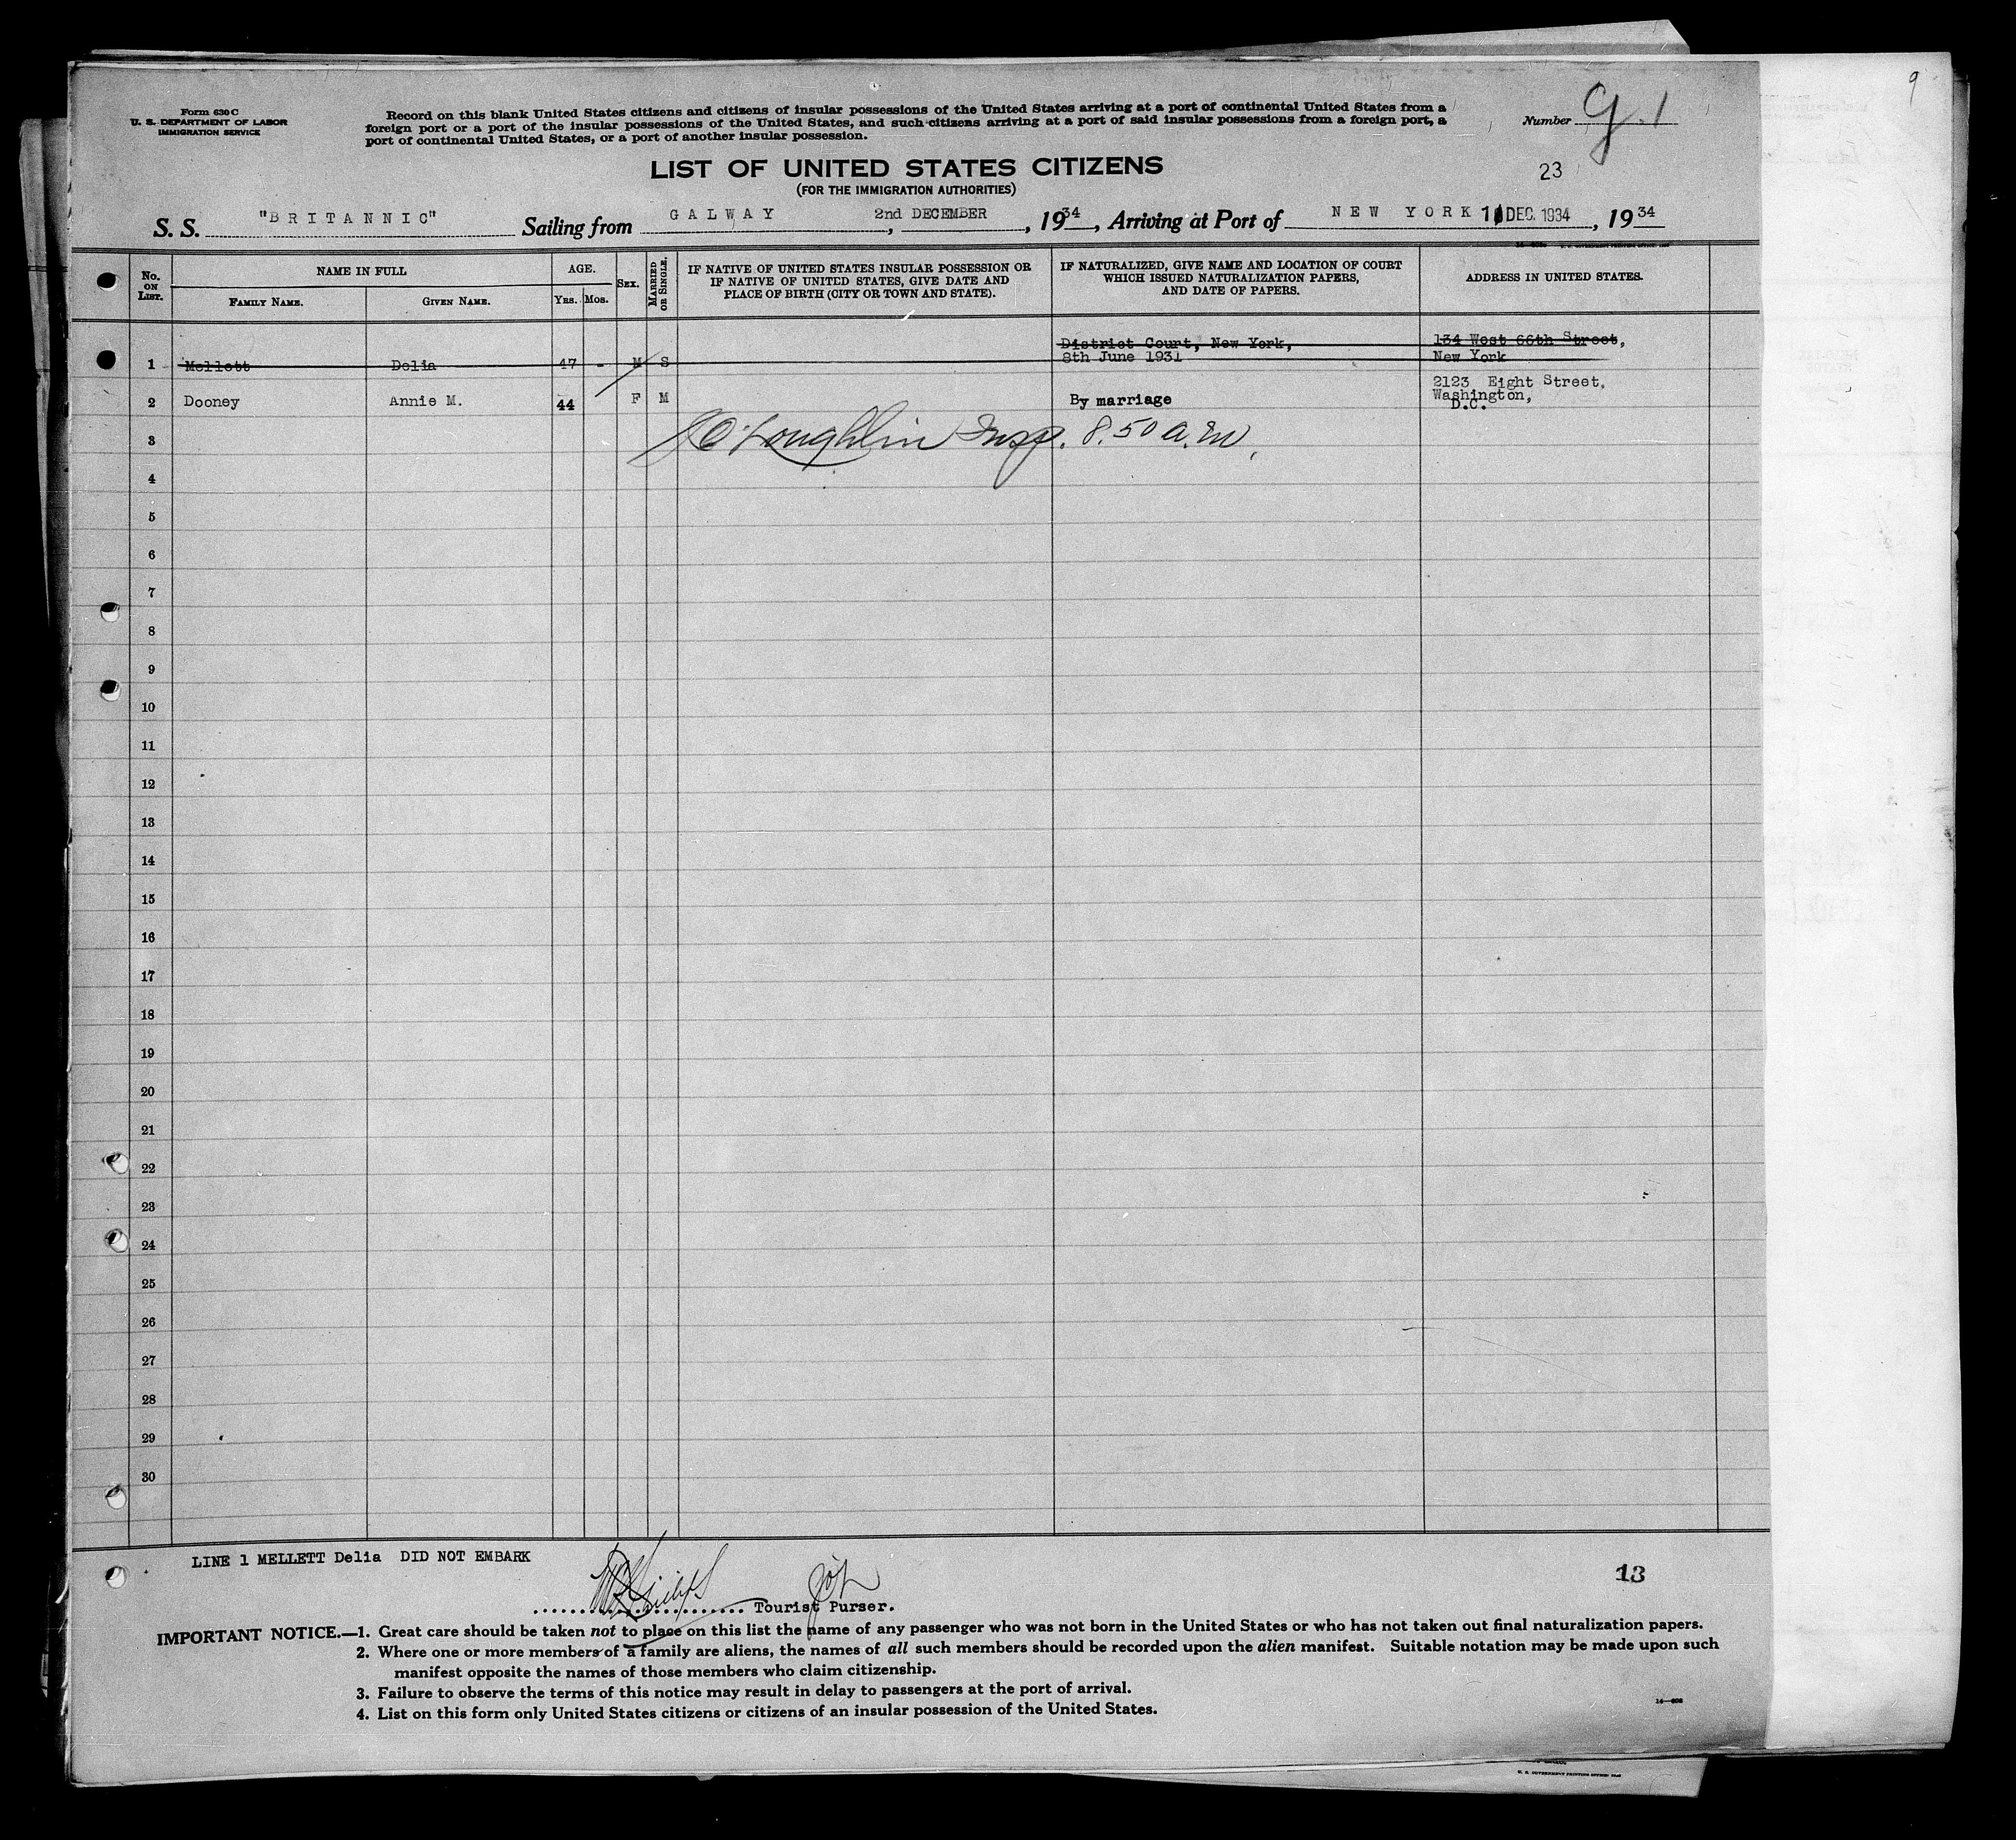 9
Form 630 C
U. S. DEPARTMENT OF LABOR
IMMIGRATION SERVICE
Record on this blank United States citizens and citizens of insular possessions of the United States arriving at a port of continental United States from a
foreign port or a port of the insular possessions of the United States, and such citizens arriving at a port of said insular possessions from a foreign port, a
port of continental United States, or a port of another insular possession.
Number
LIST OF UNITED STATES CITIZENS
(FOR THE IMMIGRATION AUTHORITIES)
23
S. S. "BRITANNIC" Sailing from GALWAY, 2nd DECEMBER, 1934, Arriving at Port of NEW YORK DEC. 1934, 1934
No. ON LIST.
NAME IN FULL
FAMILY NAME.
GIVEN NAME.
AGE.
YRS.
MOS.
SEX.
MARRIED OR SINGLE.
IF NATIVE OF UNITED STATES INSULAR POSSESSION OR
IF NATIVE OF UNITED STATES, GIVE DATE AND
PLACE OF BIRTH (CITY OR TOWN AND STATE).
IF NATURALIZED, GIVE NAME AND LOCATION OF COURT
WHICH ISSUED NATURALIZATION PAPERS,
AND DATE OF PAPERS.
ADDRESS IN UNITED STATES.
District Court, New York, 134 West 66th Street,
1 Mellett Delia 47 - M S 8th June 1931 New York
2123 Eight Street,
2 Dooney Annie M. 44 F M By marriage Washington,
D.C.
3 O'Loughlin Insp. 8.50 a.m.
4
5
6
7
8
9
10
11
12
13
14
15
16
17
18
19
20
21
22
23
24
25
26
27
28
29
30
LINE 1 MELLETT Delia DID NOT EMBARK
13
Tourist Purser.
IMPORTANT NOTICE.—1. Great care should be taken not to place on this list the name of any passenger who was not born in the United States or who has not taken out final naturalization papers.
2. Where one or more members of a family are aliens, the names of all such members should be recorded upon the alien manifest. Suitable notation may be made upon such
manifest opposite the names of those members who claim citizenship.
3. Failure to observe the terms of this notice may result in delay to passengers at the port of arrival.
4. List on this form only United States citizens or citizens of an insular possession of the United States.